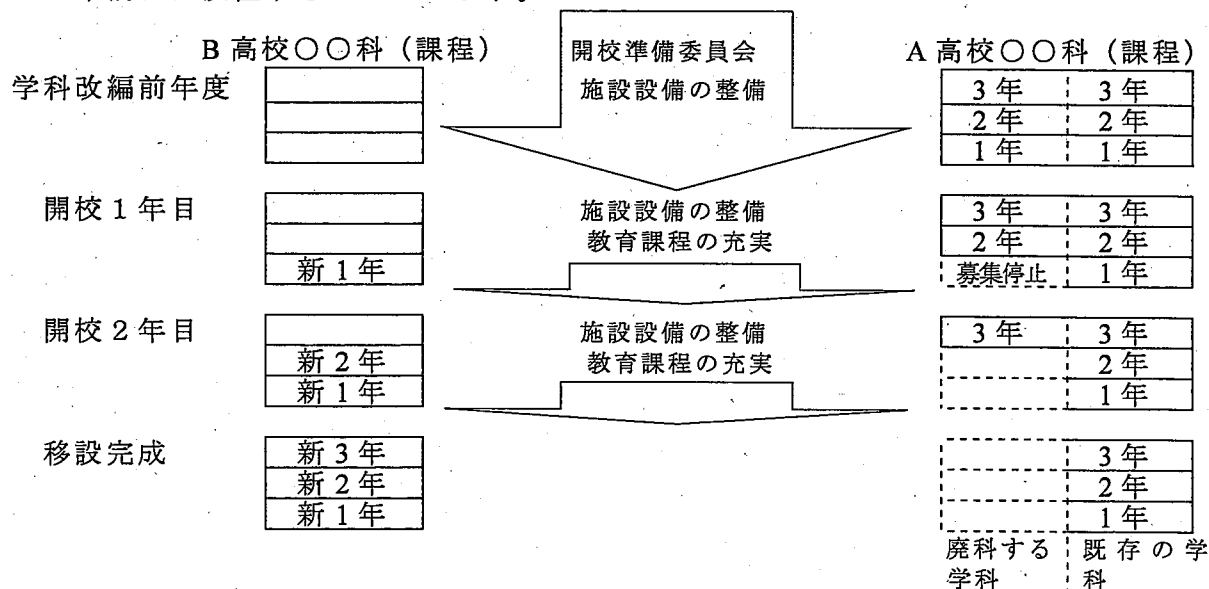 B高校○○科（課程）
開校準備委員会
A高校○○科（課程）
学科改編前年度
施設設備の整備
3年 3年
2年 2年
1年 1年
開校1年目
施設設備の整備
教育課程の充実
新1年
3年 3年
2年 2年
募集停止 1年
開校2年目
施設設備の整備
教育課程の充実
新2年
新1年
3年 3年
2年
1年
移設完成
新3年
新2年
新1年
3年
2年
1年
廃科する
学科
既存の学
科